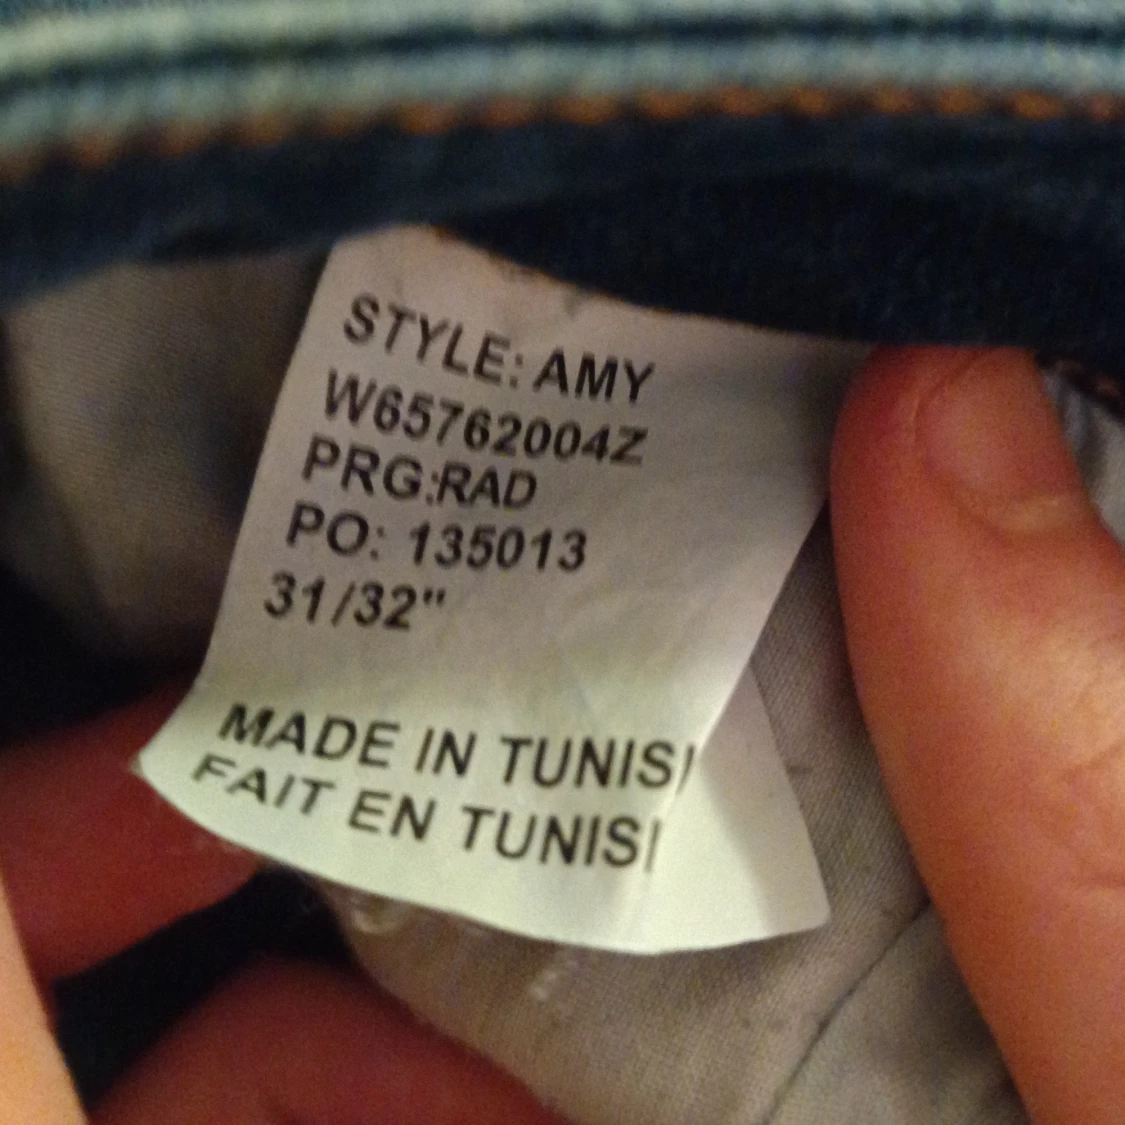 STYLE: AMY
W65762004Z
PRG:RAD
PO: 135013
31/32"
MADE IN TUNISI
FAIT EN TUNISI